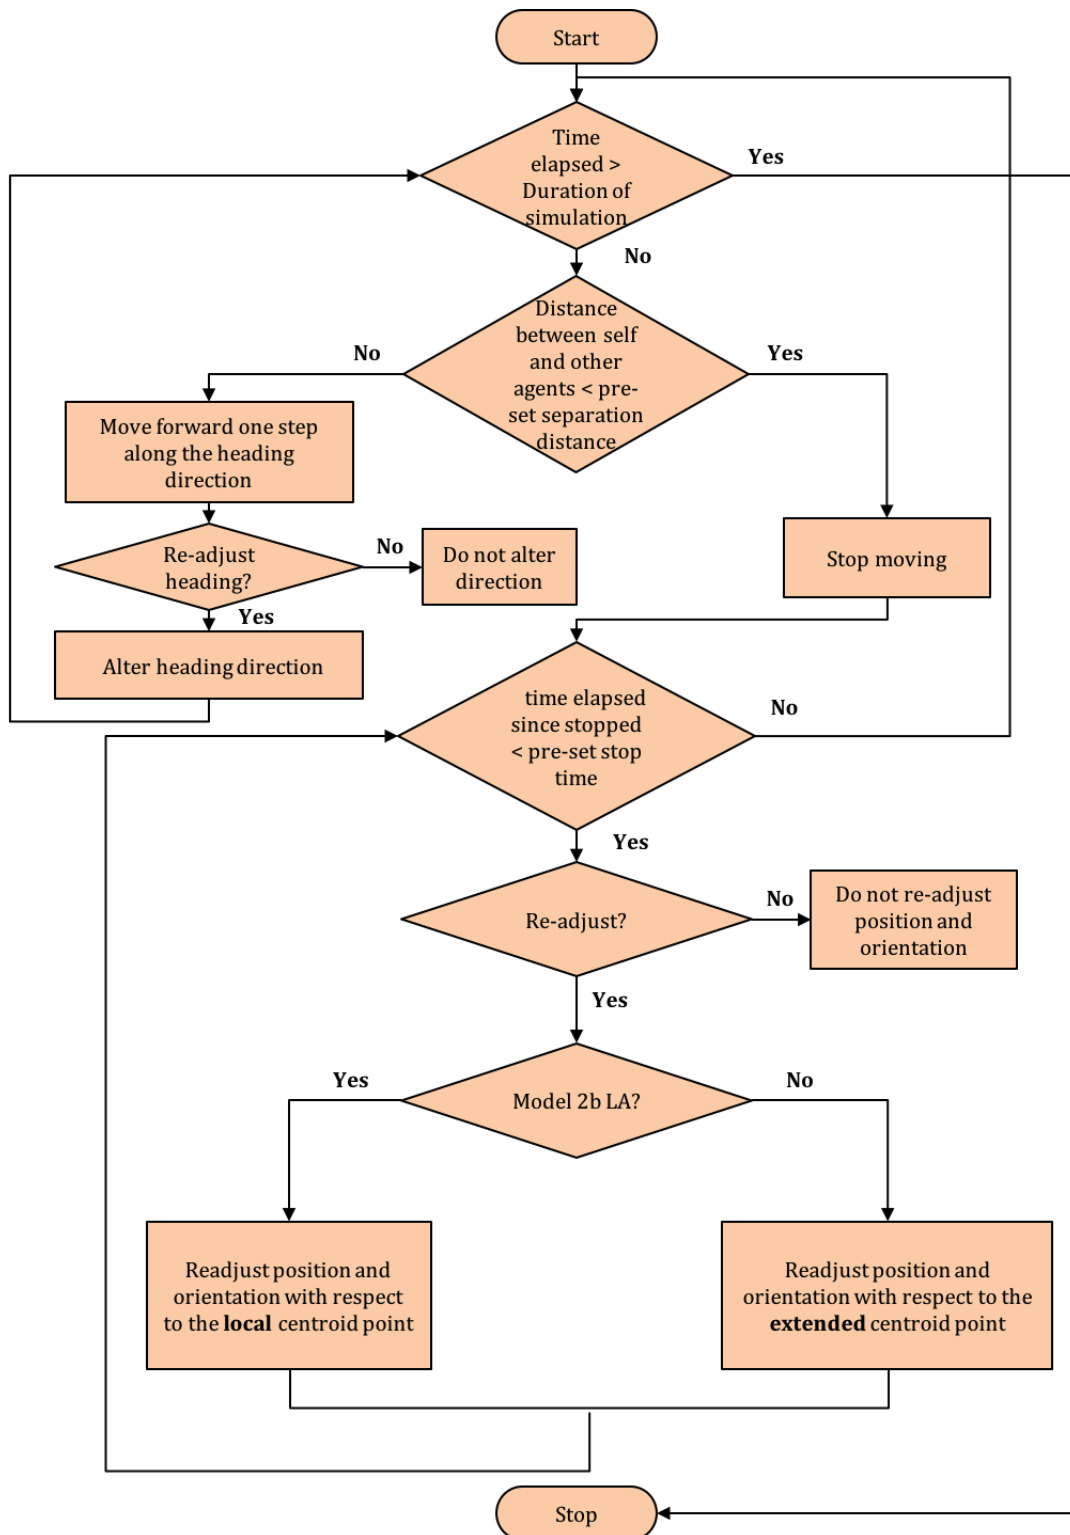 Start
Time
elapsed >
Duration of
simulation
Yes
No
Distance
between self
and other
agents < pre-
set separation
distance
No
Yes
Move forward one step
along the heading
direction
Re-adjust
heading?
No
Do not alter
direction
Stop moving
Yes
Alter heading direction
time elapsed
since stopped
< pre-set stop
time
No
Yes
Re-adjust?
No
Do not re-adjust
position and
orientation
Yes
Model 2b LA?
Yes
No
Readjust position and
orientation with respect
to the local centroid point
Readjust position and
orientation with respect to the
extended centroid point
Stop